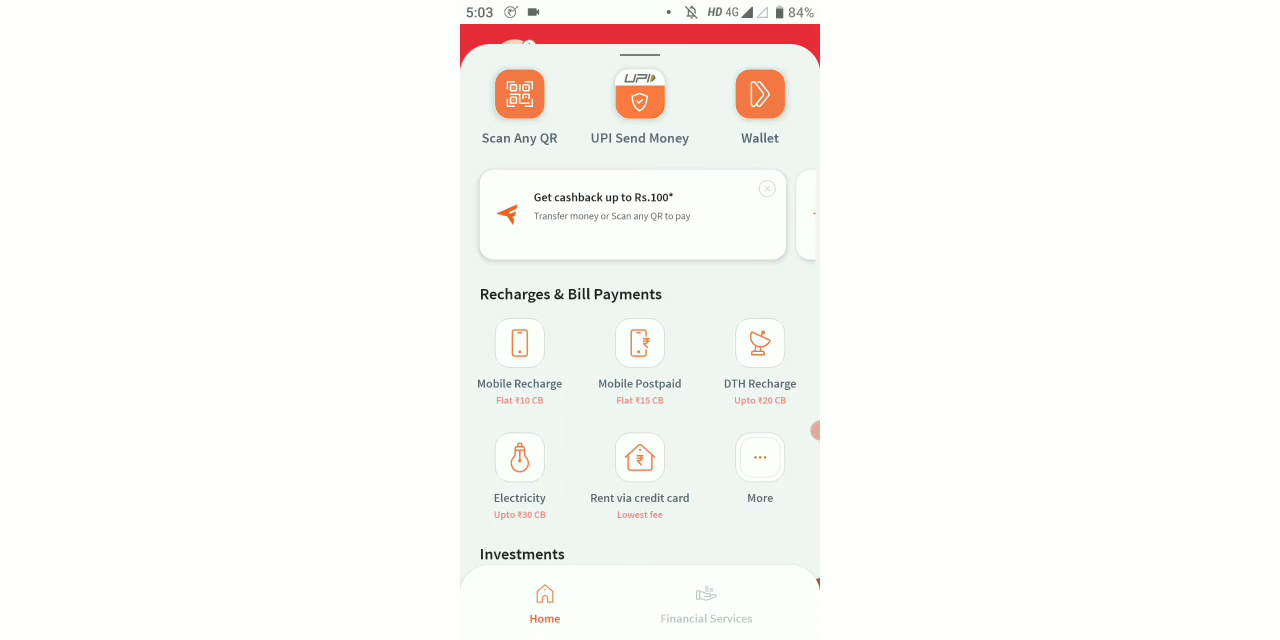 5:03 HD 4G 84%
UPI
Scan Any QR UPI Send Money Wallet
Get cashback up to Rs.100*
Transfer money or Scan any QR to pay
Recharges & Bill Payments
Mobile Recharge Mobile Postpaid DTH Recharge
Flat ₹10 CB Flat ₹15 CB Upto ₹20 CB
Electricity Rent via credit card More
Upto ₹30 CB Lowest fee
Investments
Home Financial Services